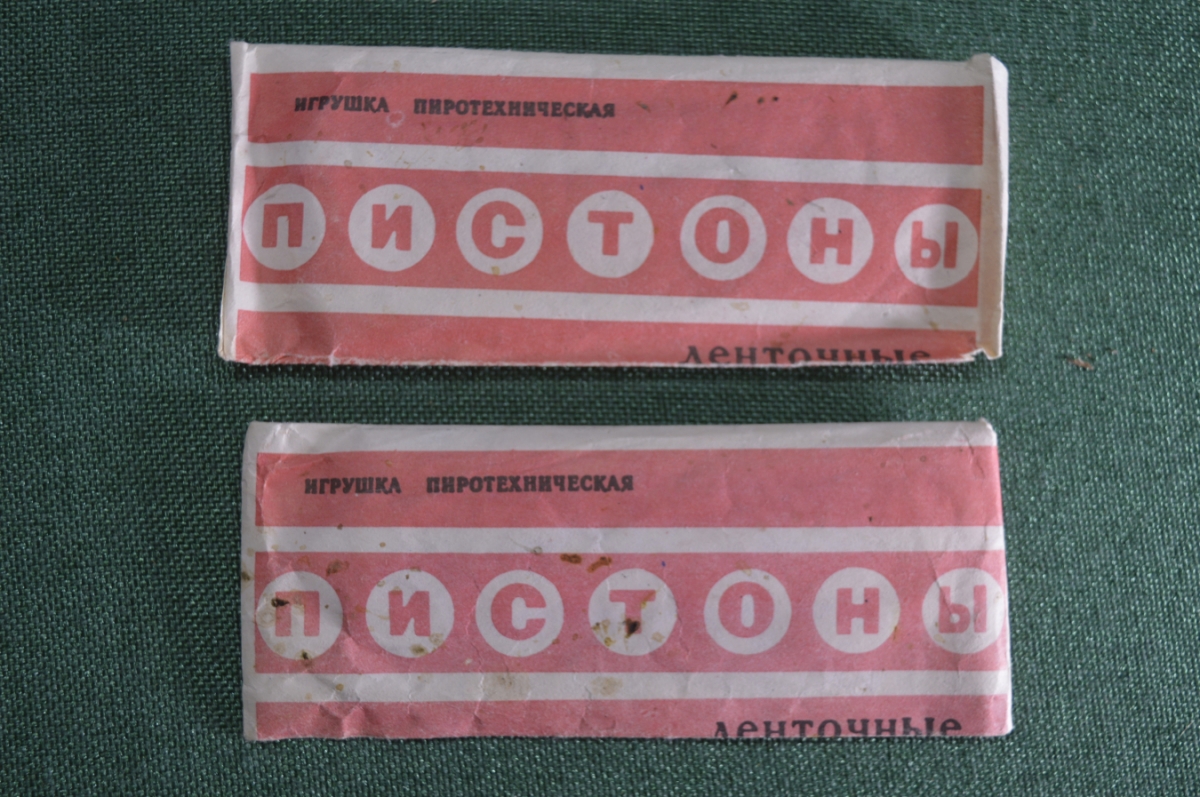 ИГРУШКА ПИРОТЕХНИЧЕСКАЯ
ПИСТОНЫ
ленточные
ИГРУШКА ПИРОТЕХНИЧЕСКАЯ
ПИСТОНЫ
ленточные